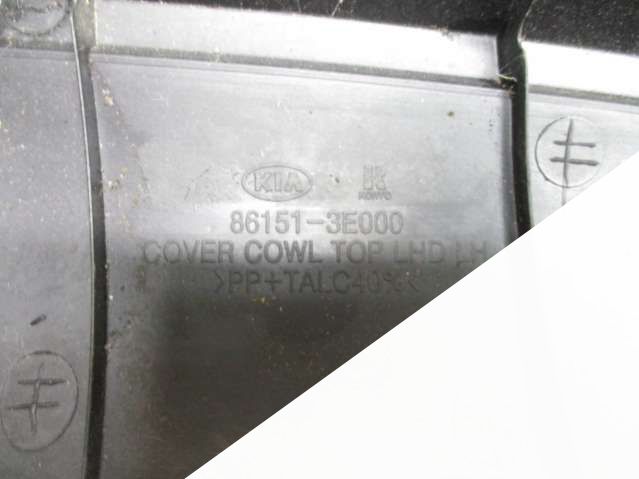 KIA
86151-3E000
COVER COWL TOP LHD LH
>PP+TALC40%<